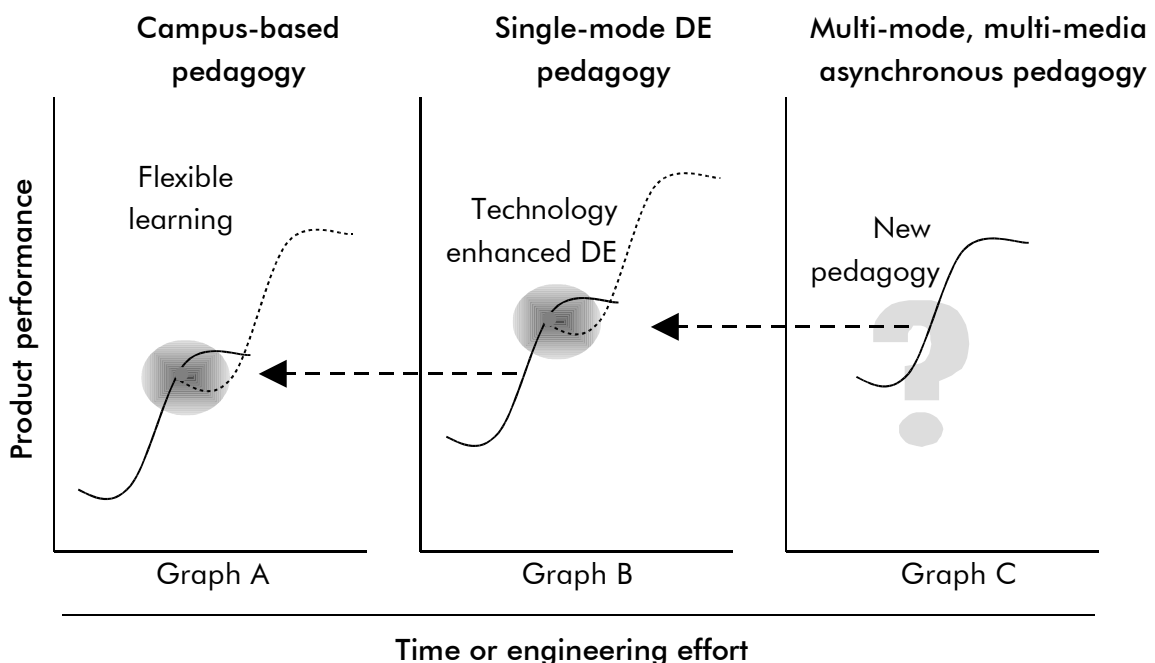 Campus-based
pedagogy
Single-mode DE
pedagogy
Multi-mode, multi-media
asynchronous pedagogy
Product performance
Flexible
learning
Technology
enhanced DE
New
pedagogy
?
Graph A
Graph B
Graph C
Time or engineering effort